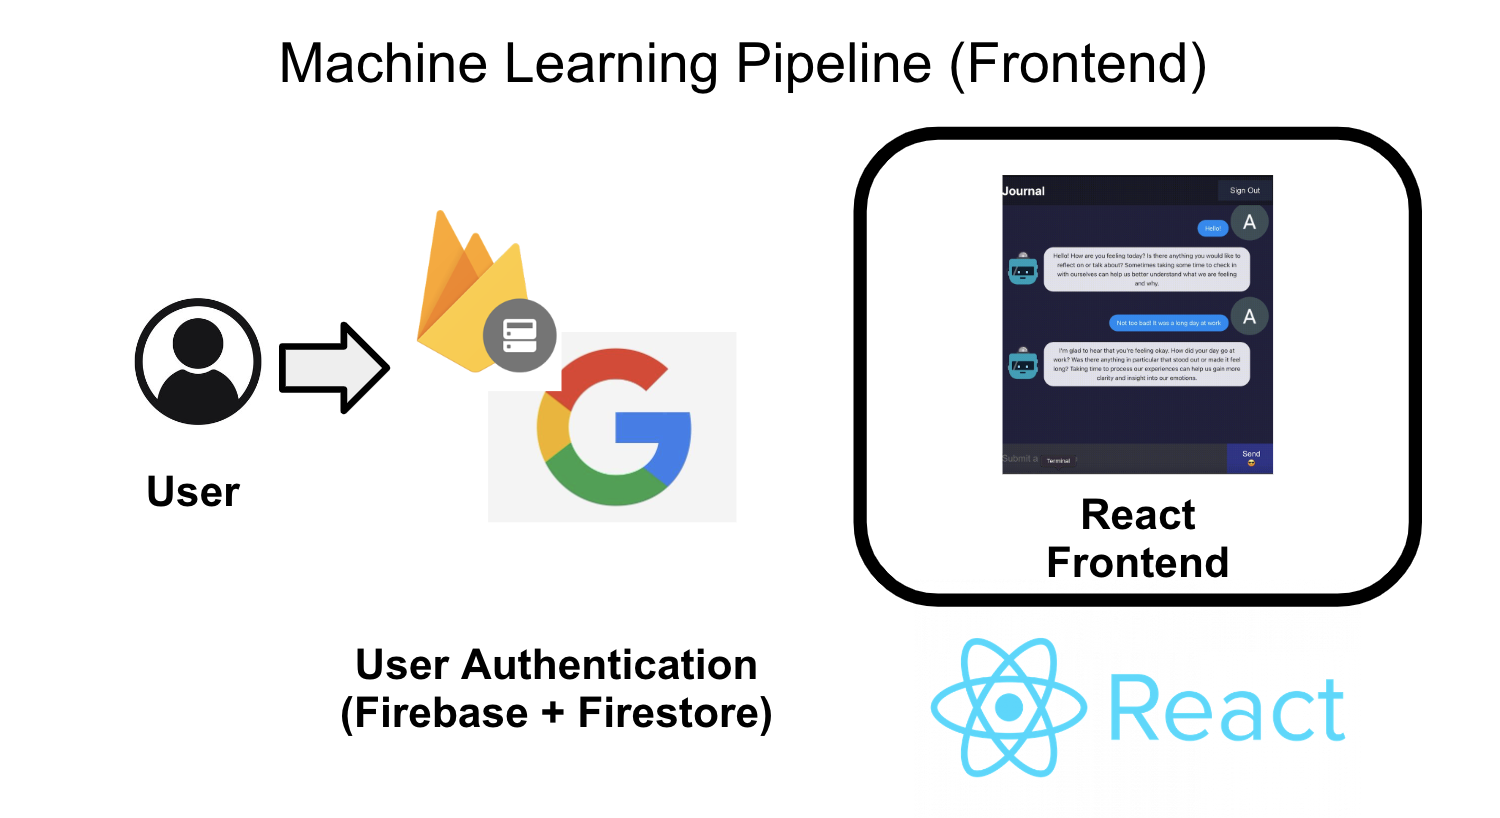 Machine Learning Pipeline (Frontend)
Journal
Sign Out
A
Hello!
Hello! How are you feeling today? Is there anything you would like to
reflect on or talk about? Sometimes taking some time to check in
with ourselves can help us better understand what we are feeling
and why.
A
Not too bad! It was a long day at work
I'm glad to hear that you're feeling okay. How did your day go at
work? Was there anything in particular that stood out or made it feel
long? Taking time to process our experiences can help us gain more
clarity and insight into our emotions.
Submit a
Terminal
Send
User
React
Frontend
User Authentication
(Firebase + Firestore)
React